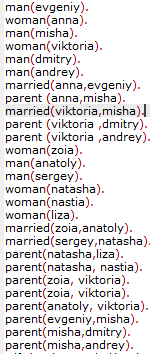 man(evgeniy).
woman(anna).
man(misha).
woman(viktoria).
man(dmitry).
man(andrey).
married(anna,evgeniy).
parent (anna,misha).
married(viktoria,misha).
parent (viktoria ,dmitry).
parent (viktoria ,andrey).
woman(zoia).
man(anatoly).
man(sergey).
woman(natasha).
woman(nastia).
woman(liza).
married(zoia,anatoly).
married(sergey,natasha).
parent(natasha,liza).
parent(natasha, nastia).
parent(zoia, viktoria).
parent(zoia, viktoria).
parent(anatoly, viktoria).
parent(evgeniy,misha).
parent(misha,dmitry).
parent(misha,andrey).